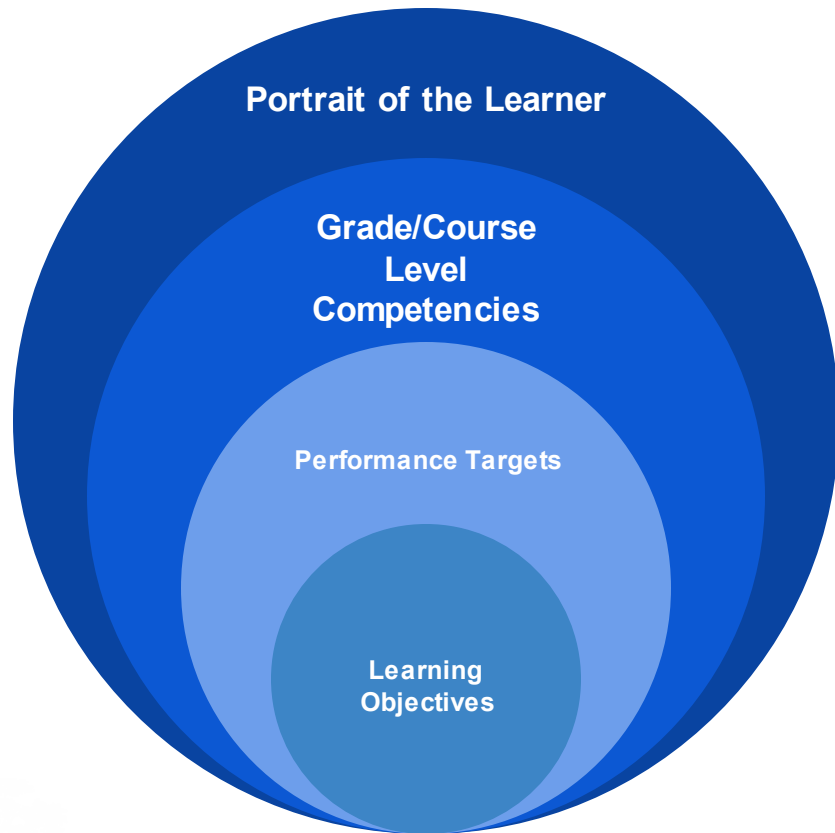 Portrait of the Learner
Grade/Course
Level
Competencies
Performance Targets
Learning
Objectives